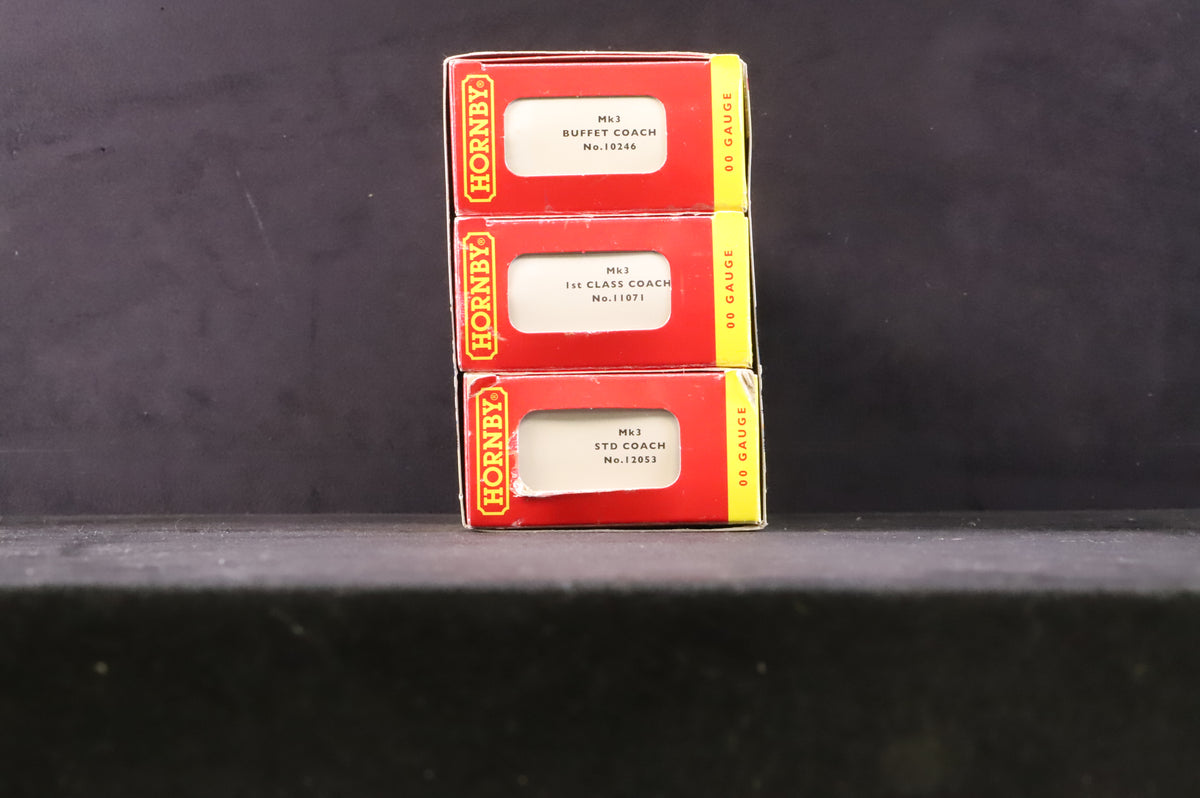 HORNBY®
Mk3
BUFFET COACH
No.10246
00 GAUGE
HORNBY®
Mk3
1st CLASS COACH
No.11071
00 GAUGE
HORNBY®
Mk3
STD COACH
No.12053
00 GAUGE